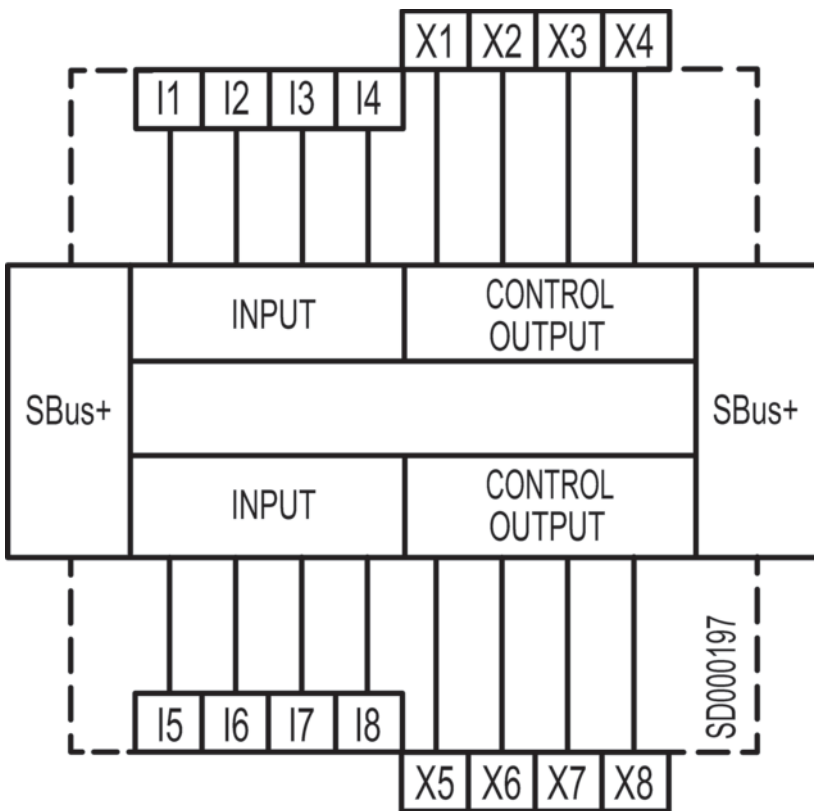 X1 X2 X3 X4
I1 I2 I3 I4
INPUT
CONTROL
OUTPUT
SBus+
SBus+
INPUT
CONTROL
OUTPUT
SD000197
I5 I6 I7 I8
X5 X6 X7 X8